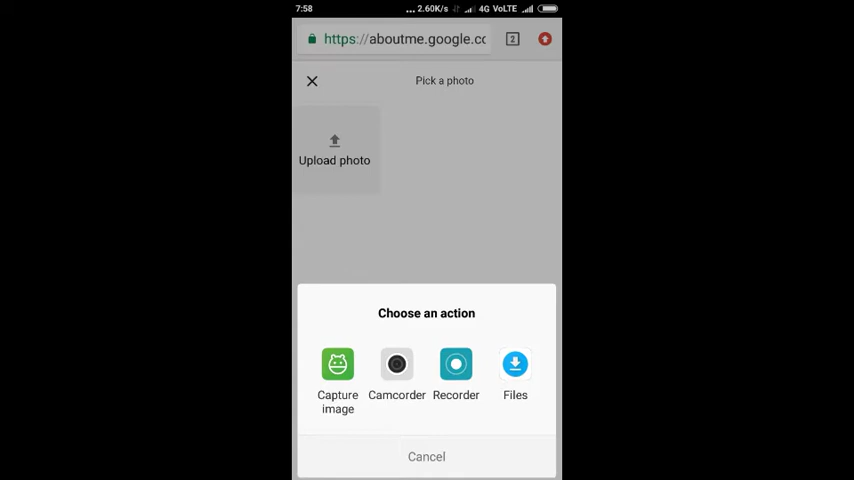 7:58 ... 2.60K/s 4G VoLTE
https://aboutme.google.cc 2
Pick a photo
Upload photo
Choose an action
Capture image Camcorder Recorder Files
Cancel